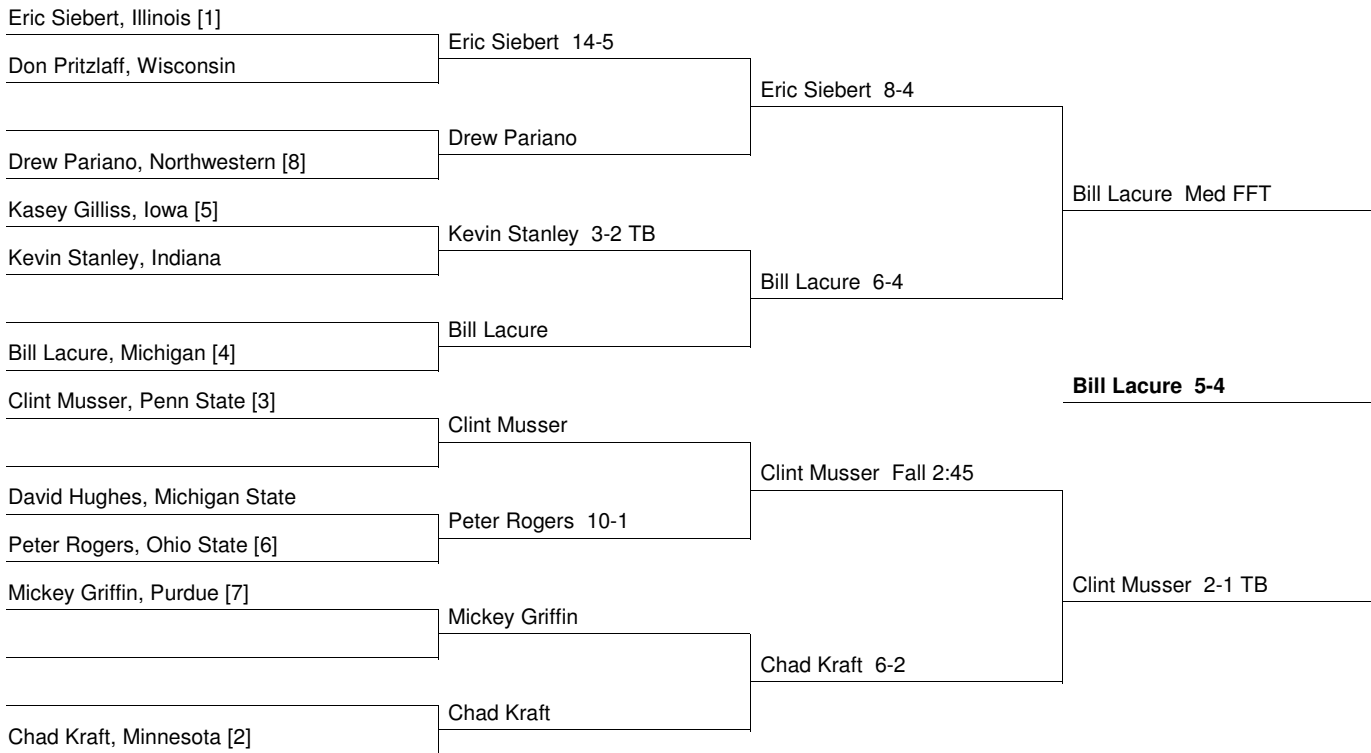 Eric Siebert, Illinois [1]
Don Pritzlaff, Wisconsin
Drew Pariano, Northwestern [8]
Kasey Gilliss, Iowa [5]
Kevin Stanley, Indiana
Bill Lacure, Michigan [4]
Clint Musser, Penn State [3]
David Hughes, Michigan State
Peter Rogers, Ohio State [6]
Mickey Griffin, Purdue [7]
Chad Kraft, Minnesota [2]
Eric Siebert 14-5
Drew Pariano
Kevin Stanley 3-2 TB
Bill Lacure
Clint Musser
Peter Rogers 10-1
Mickey Griffin
Chad Kraft
Eric Siebert 8-4
Bill Lacure 6-4
Clint Musser Fall 2:45
Chad Kraft 6-2
Bill Lacure Med FFT
Bill Lacure 5-4
Clint Musser 2-1 TB